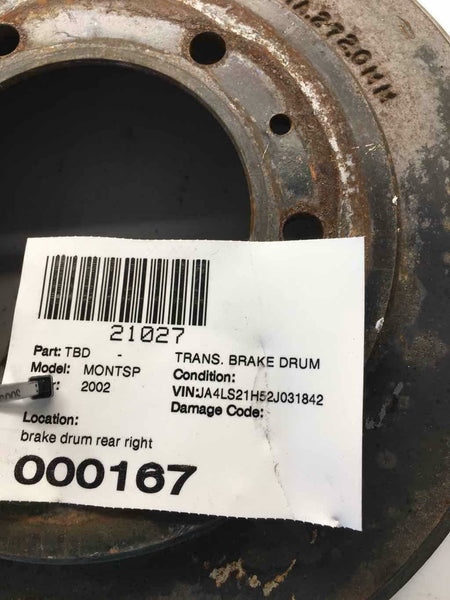 21027
Part: TBD - TRANS. BRAKE DRUM
Model: MONTSP Condition:
2002 VIN:JA4LS21H52J031842
Damage Code:
Location:
brake drum rear right
000167